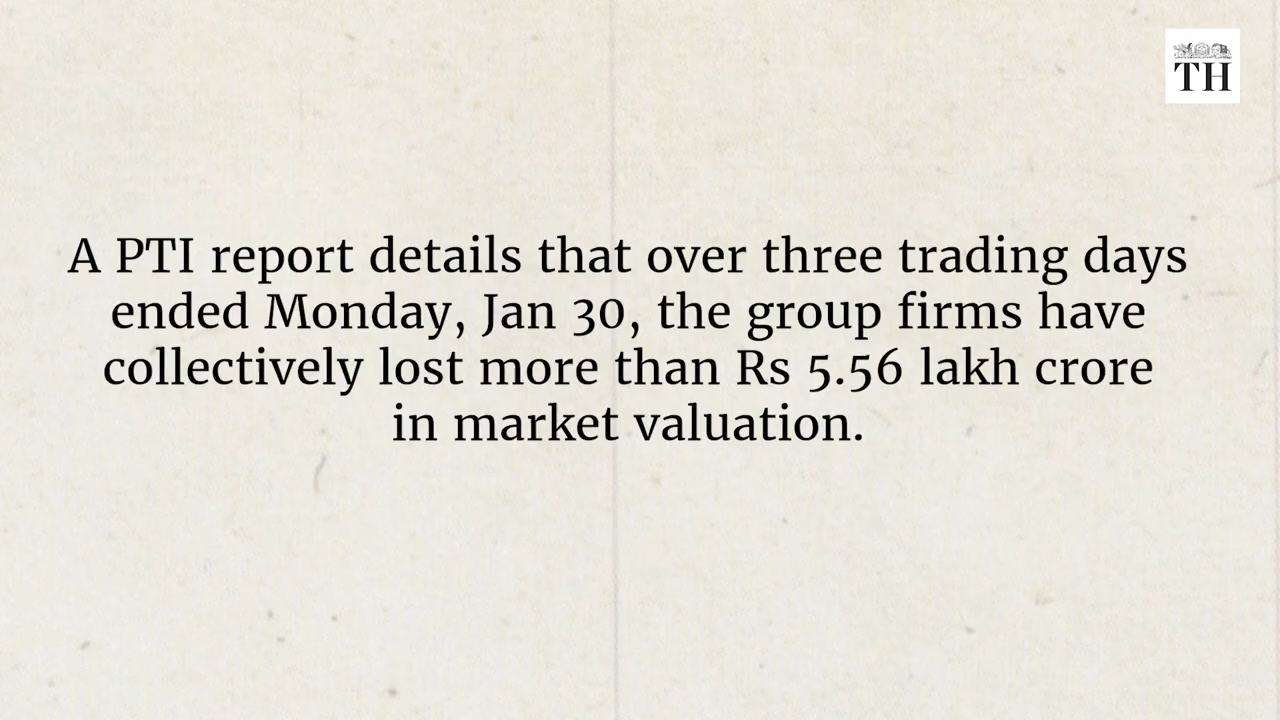 TH
A PTI report details that over three trading days
ended Monday, Jan 30, the group firms have
collectively lost more than Rs 5.56 lakh crore
in market valuation.